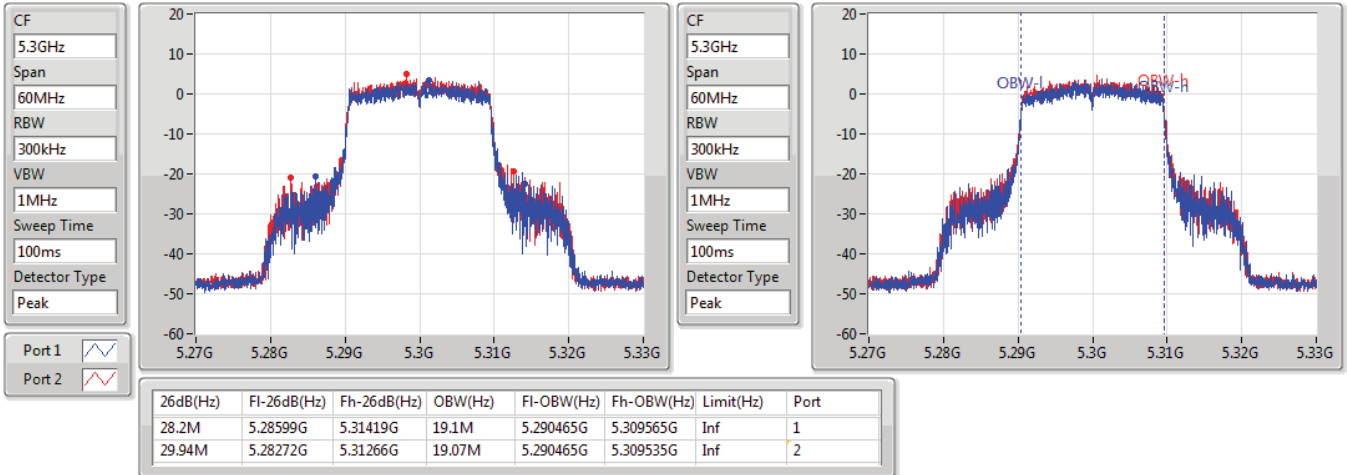 CF
5.3GHz
Span
60MHz
RBW
300kHz
VBW
1MHz
Sweep Time
100ms
Detector Type
Peak
Port 1
Port 2
20
10
0
-10
-20
-30
-40
-50
-60
5.27G 5.28G 5.29G 5.3G 5.31G 5.32G 5.33G
CF
5.3GHz
Span
60MHz
RBW
300kHz
VBW
1MHz
Sweep Time
100ms
Detector Type
Peak
20
10
0
-10
-20
-30
-40
-50
-60
OBW-l
OBW-h
OBW-h
5.27G 5.28G 5.29G 5.3G 5.31G 5.32G 5.33G
26dB(Hz) Fl-26dB(Hz) Fh-26dB(Hz) OBW(Hz) Fl-OBW(Hz) Fh-OBW(Hz) Limit(Hz) Port
28.2M 5.28599G 5.31419G 19.1M 5.290465G 5.309565G Inf 1
29.94M 5.28272G 5.31266G 19.07M 5.290465G 5.309535G Inf 2